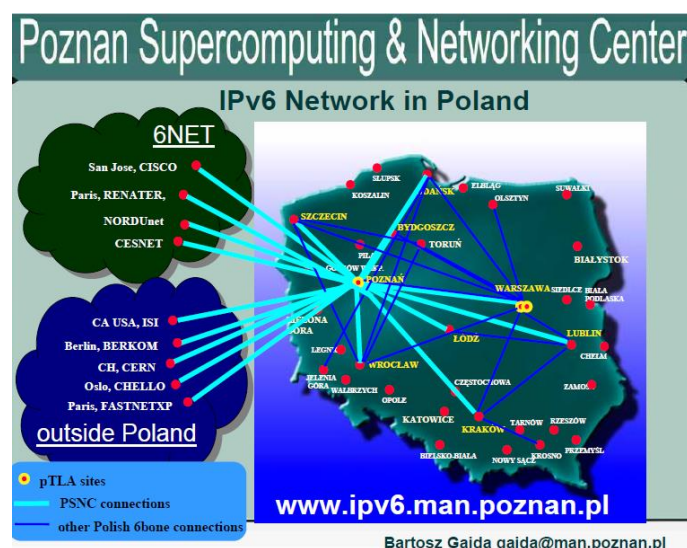 Poznan Supercomputing & Networking Center
IPv6 Network in Poland
6NET
San Jose, CISCO
Paris, RENATER,
NORDUnet
CESNET
CA USA, ISI
Berlin, BERKOM
CH, CERN
Oslo, CHELLO
Paris, FASTNETXP
outside Poland
SŁUPSK
KOSZALIN
GDAŃSK
ELBLĄG
OLSZTYN
SUWAŁKI
SZCZECIN
BYDGOSZCZ
TORUŃ
BIAŁYSTOK
POZNAŃ
WARSZAWA
SIEDLCE
BIAŁA
PODLASKA
ŁÓDZ
LUBLIN
CHEŁM
WROCŁAW
JELENIA
GÓRA
WAŁBRZYCH
OPOLE
CZĘSTOCHOWA
ZAMOŚ
KATOWICE
KRAKÓW
TARNÓW
RZESZÓW
BIELSKO-BIAŁA
NOWY SĄCZ
KROSNO
PRZEMYŚL
pTLA sites
PSNC connections
other Polish 6bone connections
www.ipv6.man.poznan.pl
Bartosz Gajda gajda@man.poznan.pl